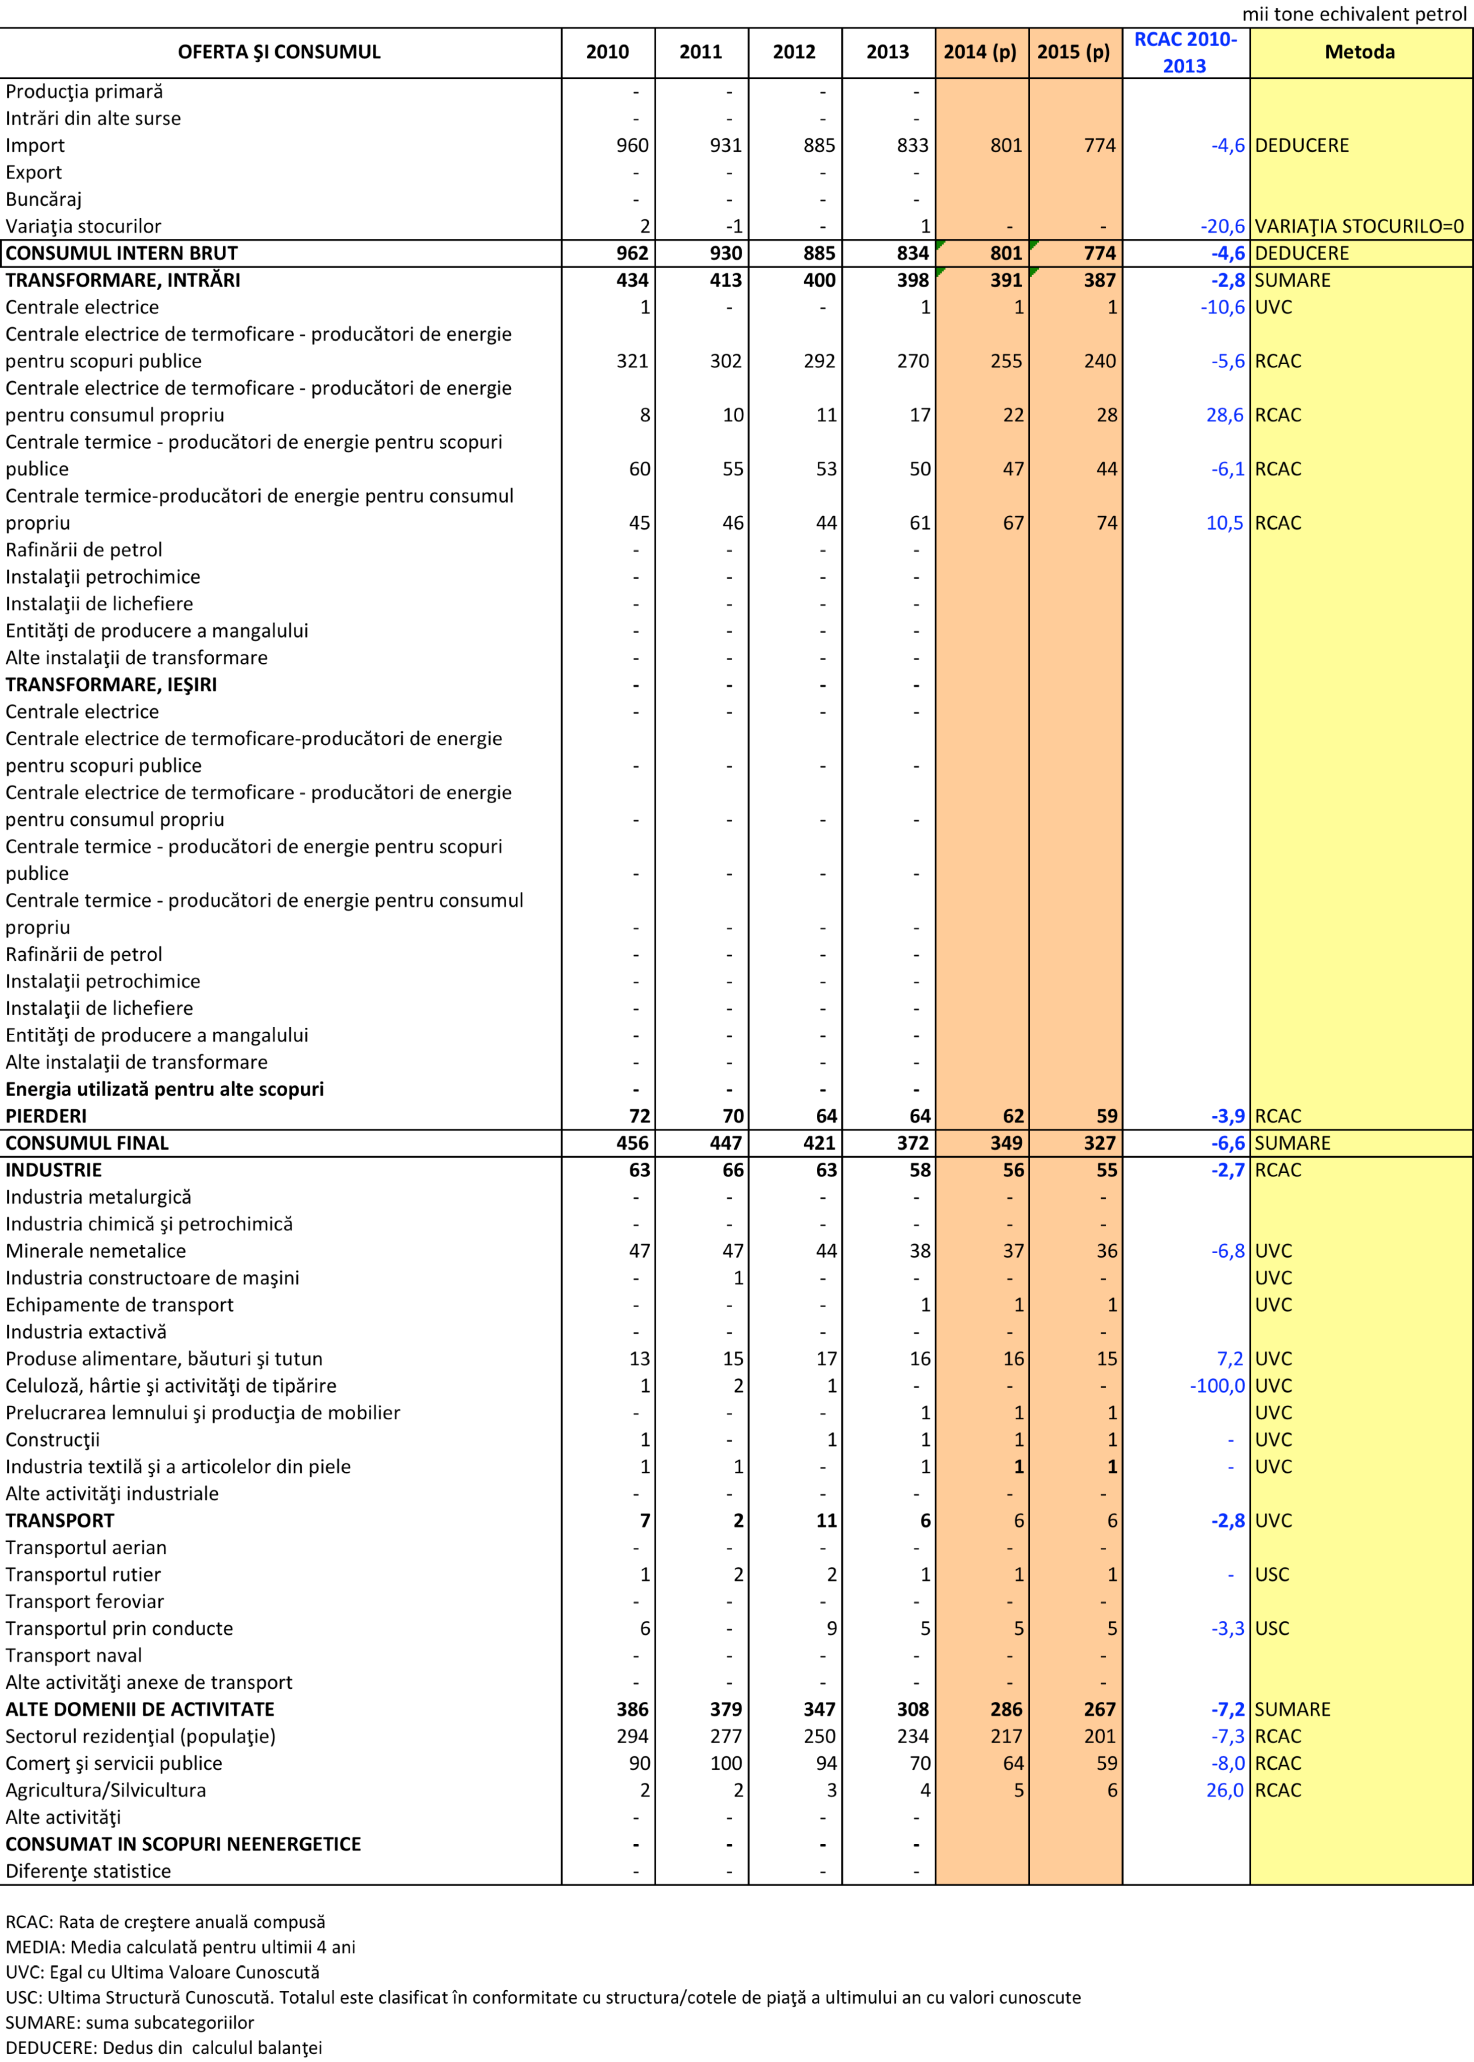 mii tone echivalent petrol
OFERTA ŞI CONSUMUL 2010 2011 2012 2013 2014 (p) 2015 (p) RCAC 2010-2013 Metoda
Producţia primară - - - -
Intrări din alte surse - - - -
Import 960 931 885 833 801 774 -4,6 DEDUCERE
Export - - - -
Buncăraj - - - -
Variaţia stocurilor 2 -1 - 1 - - -20,6 VARIAŢIA STOCURILO=0
CONSUMUL INTERN BRUT 962 930 885 834 801 774 -4,6 DEDUCERE
TRANSFORMARE, INTRĂRI 434 413 400 398 391 387 -2,8 SUMARE
Centrale electrice 1 - - 1 1 1 -10,6 UVC
Centrale electrice de termoficare - producători de energie
pentru scopuri publice 321 302 292 270 255 240 -5,6 RCAC
Centrale electrice de termoficare - producători de energie
pentru consumul propriu 8 10 11 17 22 28 28,6 RCAC
Centrale termice - producători de energie pentru scopuri
publice 60 55 53 50 47 44 -6,1 RCAC
Centrale termice-producători de energie pentru consumul
propriu 45 46 44 61 67 74 10,5 RCAC
Rafinării de petrol - - - -
Instalaţii petrochimice - - - -
Instalaţii de lichefiere - - - -
Entităţi de producere a mangalului - - - -
Alte instalaţii de transformare - - - -
TRANSFORMARE, IEŞIRI - - - -
Centrale electrice - - - -
Centrale electrice de termoficare-producători de energie
pentru scopuri publice - - - -
Centrale electrice de termoficare - producători de energie
pentru consumul propriu - - - -
Centrale termice - producători de energie pentru scopuri
publice - - - -
Centrale termice - producători de energie pentru consumul
propriu - - - -
Rafinării de petrol - - - -
Instalaţii petrochimice - - - -
Instalaţii de lichefiere - - - -
Entităţi de producere a mangalului - - - -
Alte instalaţii de transformare - - - -
Energia utilizată pentru alte scopuri - - - -
PIERDERI 72 70 64 64 62 59 -3,9 RCAC
CONSUMUL FINAL 456 447 421 372 349 327 -6,6 SUMARE
INDUSTRIE 63 66 63 58 56 55 -2,7 RCAC
Industria metalurgică - - - - - -
Industria chimică şi petrochimică - - - - - -
Minerale nemetalice 47 47 44 38 37 36 -6,8 UVC
Industria constructoare de maşini - 1 - - - - UVC
Echipamente de transport - - - 1 1 1 UVC
Industria extactivă - - - - - -
Produse alimentare, băuturi şi tutun 13 15 17 16 16 15 7,2 UVC
Celuloză, hârtie şi activităţi de tipărire 1 2 1 - - - -100,0 UVC
Prelucrarea lemnului şi producţia de mobilier - - - 1 1 1 UVC
Construcţii 1 - 1 1 1 1 - UVC
Industria textilă şi a articolelor din piele 1 1 - 1 1 1 - UVC
Alte activităţi industriale - - - - - -
TRANSPORT 7 2 11 6 6 6 -2,8 UVC
Transportul aerian - - - - - -
Transportul rutier 1 2 2 1 1 1 - USC
Transport feroviar - - - - - -
Transportul prin conducte 6 - 9 5 5 5 -3,3 USC
Transport naval - - - - - -
Alte activităţi anexe de transport - - - - - -
ALTE DOMENII DE ACTIVITATE 386 379 347 308 286 267 -7,2 SUMARE
Sectorul rezidenţial (populaţie) 294 277 250 234 217 201 -7,3 RCAC
Comerţ şi servicii publice 90 100 94 70 64 59 -8,0 RCAC
Agricultura/Silvicultura 2 2 3 4 5 6 26,0 RCAC
Alte activităţi - - - -
CONSUMAT IN SCOPURI NEENERGETICE - - - -
Diferenţe statistice - - - -
RCAC: Rata de creştere anuală compusă
MEDIA: Media calculată pentru ultimii 4 ani
UVC: Egal cu Ultima Valoare Cunoscută
USC: Ultima Structură Cunoscută. Totalul este clasificat în conformitate cu structura/cotele de piaţă a ultimului an cu valori cunoscute
SUMARE: suma subcategoriilor
DEDUCERE: Dedus din calculul balanţei